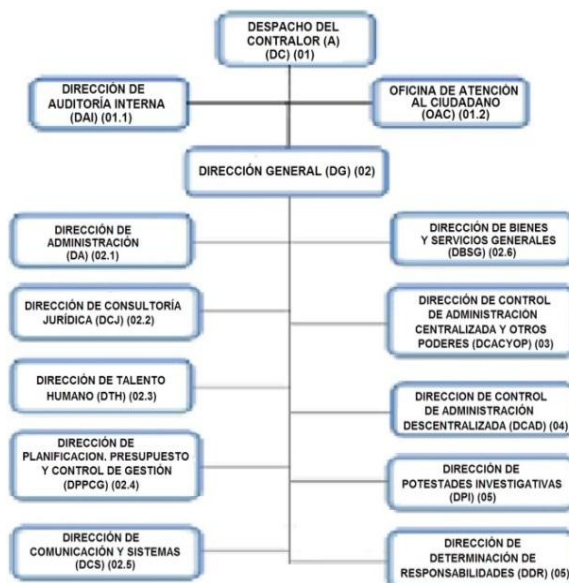 DESPACHO DEL
CONTRALOR (A)
(DC) (01)
DIRECCIÓN DE
AUDITORÍA INTERNA
(DAI) (01.1)
OFICINA DE ATENCIÓN
AL CIUDADANO
(OAC) (01.2)
DIRECCIÓN GENERAL (DG) (02)
DIRECCIÓN DE
ADMINISTRACIÓN
(DA) (02.1)
DIRECCIÓN DE BIENES
Y SERVICIOS GENERALES
(DBSG) (02.6)
DIRECCIÓN DE CONSULTORÍA
JURÍDICA (DCJ) (02.2)
DIRECCIÓN DE CONTROL
DE ADMINISTRACIÓN
CENTRALIZADA Y OTROS
PODERES (DCACYOP) (03)
DIRECCIÓN DE TALENTO
HUMANO (DTH) (02.3)
DIRECCION DE CONTROL
DE ADMINISTRACIÓN
DESCENTRALIZADA (DCAD) (04)
DIRECCIÓN DE
PLANIFICACION. PRESUPUESTO
Y CONTROL DE GESTIÓN
(DPPCG) (02.4)
DIRECCIÓN DE
POTESTADES INVESTIGATIVAS
(DPI) (05)
DIRECCIÓN DE
COMUNICACIÓN Y SISTEMAS
(DCS) (02.5)
DIRECCIÓN DE
DETERMINACIÓN DE
RESPONSABILIDADES (DDR) (05)